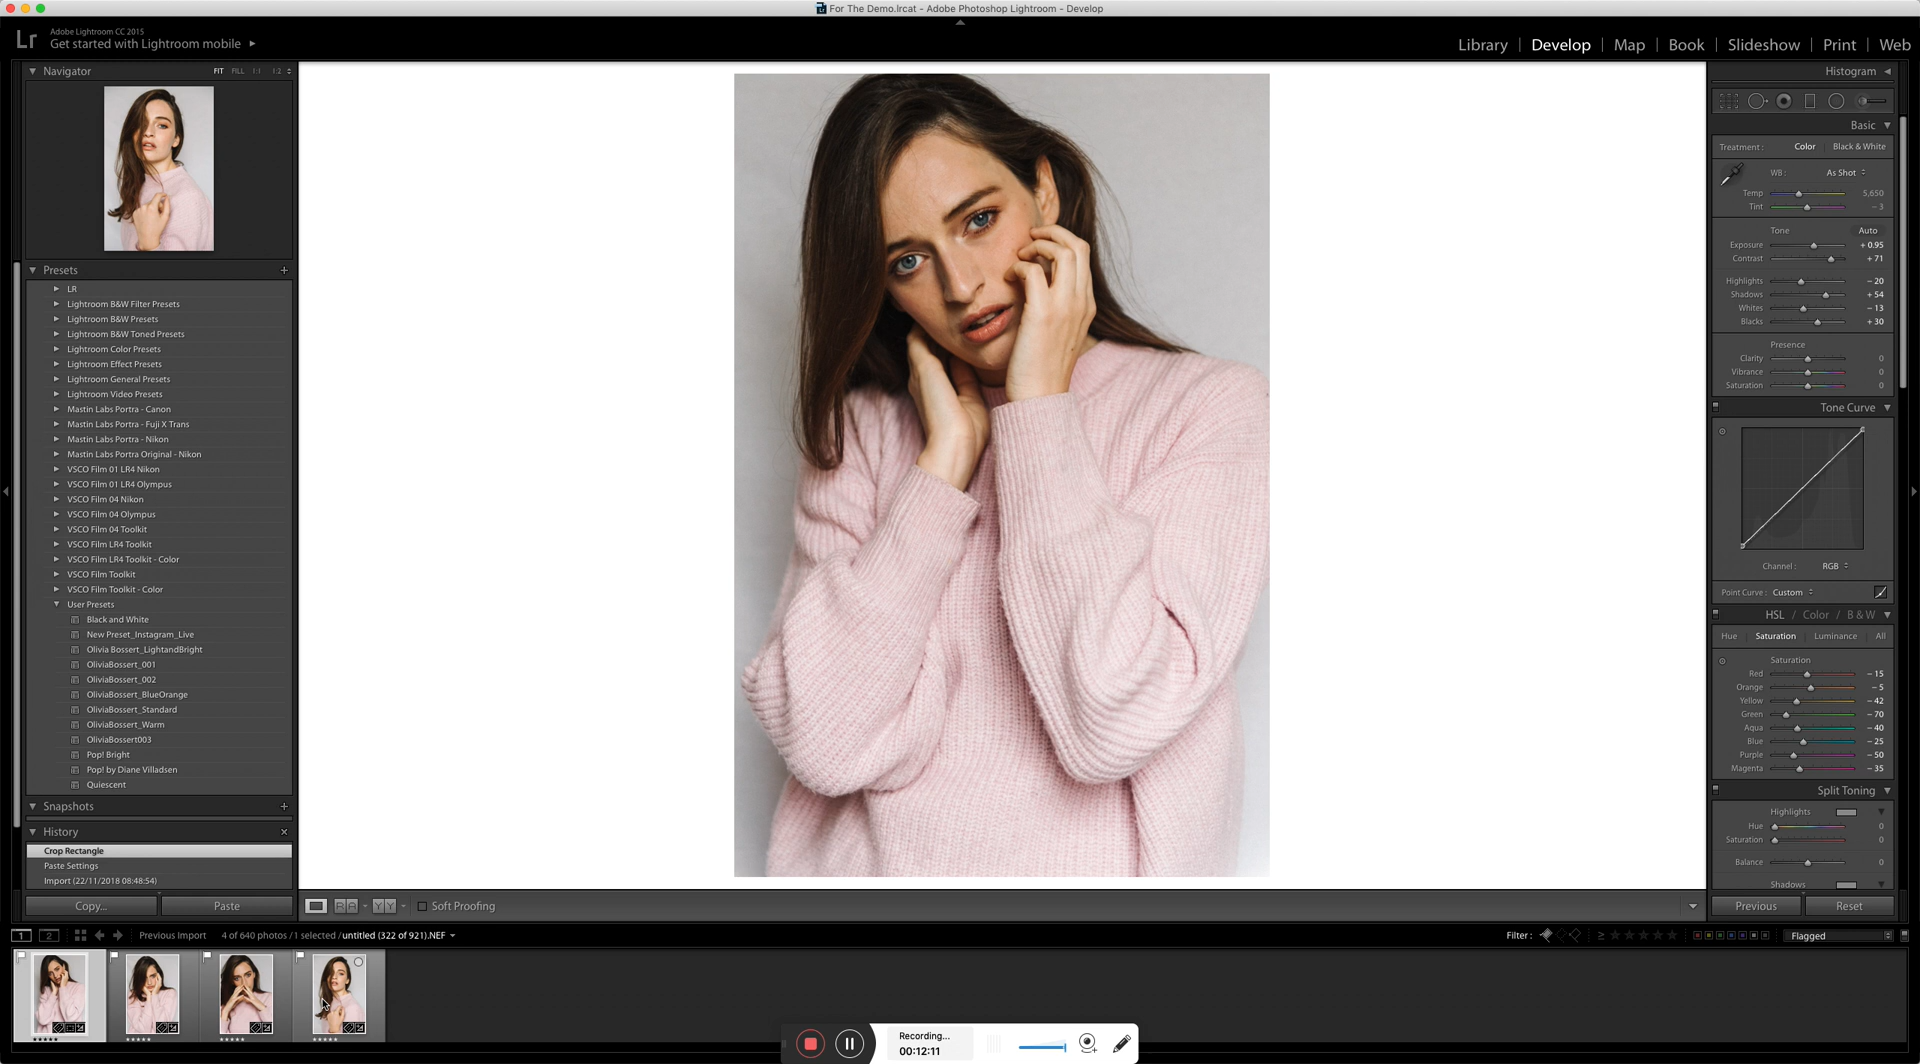 For The Demo.lrcat - Adobe Photoshop Lightroom - Develop
Lr
Adobe Lightroom CC 2015
Get started with Lightroom mobile
Library | Develop | Map | Book | Slideshow | Print | Web
Navigator
FIT FILL 1:1 1:2
Presets
LR
Lightroom B&W Filter Presets
Lightroom B&W Presets
Lightroom B&W Toned Presets
Lightroom Color Presets
Lightroom Effect Presets
Lightroom General Presets
Lightroom Video Presets
Mastin Labs Portra - Canon
Mastin Labs Portra - Fuji X Trans
Mastin Labs Portra - Nikon
Mastin Labs Portra Original - Nikon
VSCO Film 01 LR4 Nikon
VSCO Film 01 LR4 Olympus
VSCO Film 04 Nikon
VSCO Film 04 Olympus
VSCO Film 04 Toolkit
VSCO Film LR4 Toolkit
VSCO Film LR4 Toolkit - Color
VSCO Film Toolkit
VSCO Film Toolkit - Color
User Presets
Black and White
New Preset_Instagram_Live
Olivia Bossert_LightandBright
OliviaBossert_001
OliviaBossert_002
OliviaBossert_BlueOrange
OliviaBossert_Standard
OliviaBossert_Warm
OliviaBossert003
Pop! Bright
Pop! by Diane Villadsen
Quiescent
Snapshots
History
Crop Rectangle
Paste Settings
Import (22/11/2018 08:48:54)
Copy...
Paste
Soft Proofing
Histogram
Basic
Treatment : Color Black & White
WB : As Shot
Temp 5,650
Tint - 3
Tone Auto
Exposure + 0.95
Contrast + 71
Highlights - 20
Shadows + 54
Whites - 13
Blacks + 30
Presence
Clarity 0
Vibrance 0
Saturation 0
Tone Curve
Channel : RGB
Point Curve : Custom
HSL / Color / B & W
Hue Saturation Luminance All
Saturation
Red - 15
Orange - 5
Yellow - 42
Green - 70
Aqua - 40
Blue - 25
Purple - 50
Magenta - 35
Split Toning
Highlights
Hue 0
Saturation 0
Balance 0
Shadows
Previous
Reset
1 2 Previous Import 4 of 640 photos / 1 selected / untitled (322 of 921).NEF
Filter : ≥ Flagged
Recording...
00:12:11